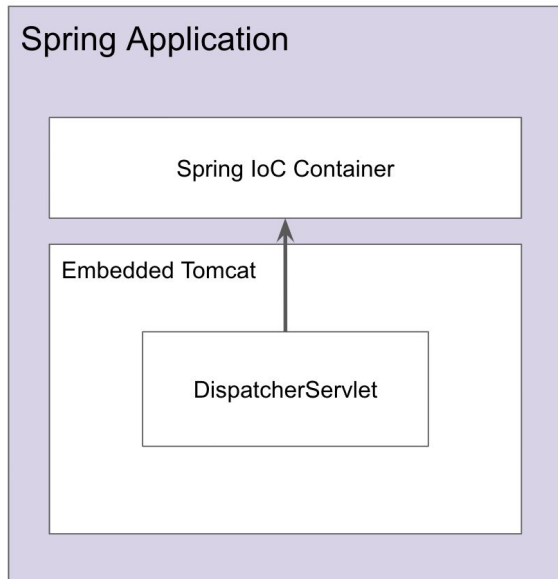 Spring Application
Spring IoC Container
Embedded Tomcat
DispatcherServlet